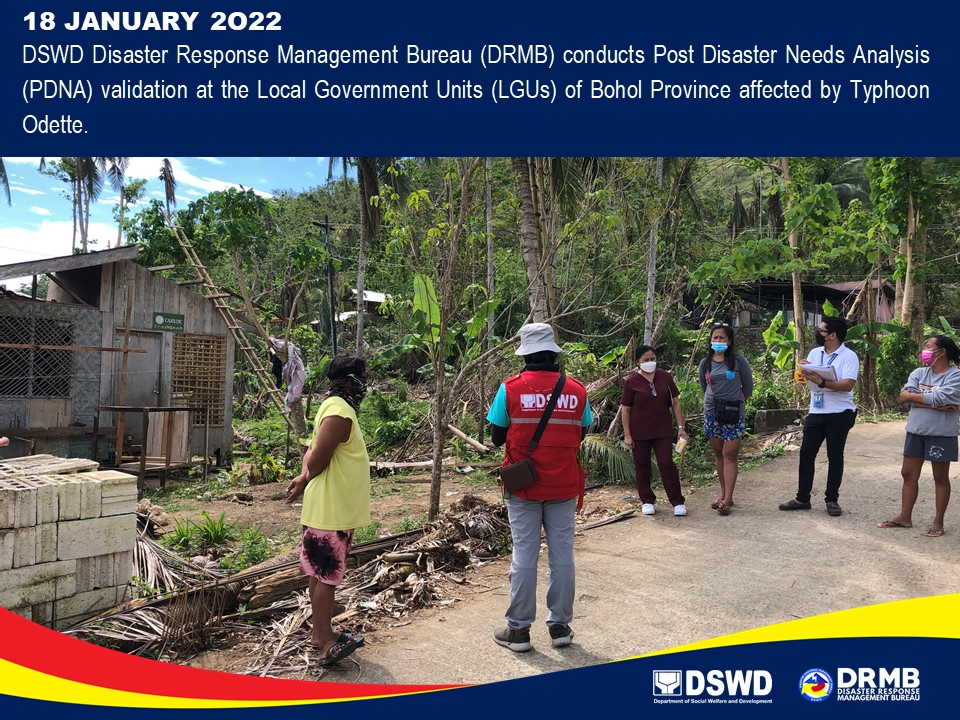 18 JANUARY 2022
DSWD Disaster Response Management Bureau (DRMB) conducts Post Disaster Needs Analysis
(PDNA) validation at the Local Government Units (LGUs) of Bohol Province affected by Typhoon
Odette.
DSWD
DSWD
Department of Social Welfare and Development
DRMB
DISASTER RESPONSE
MANAGEMENT BUREAU